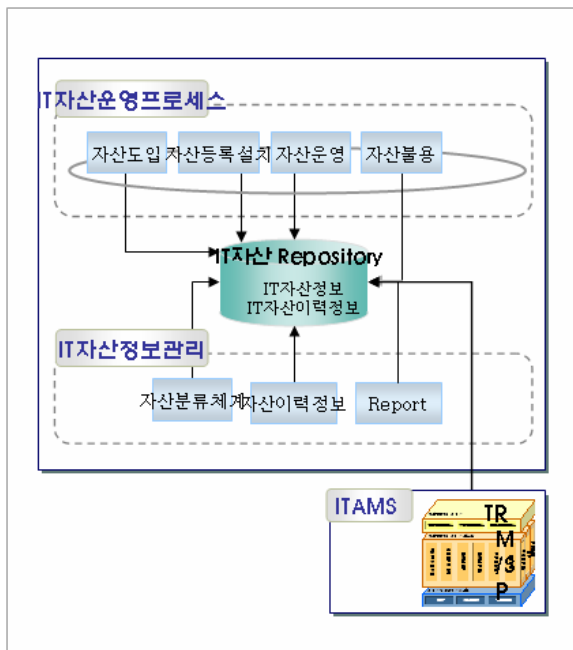 IT자산운영프로세스
자산도입
자산등록설치
자산운영
자산불용
IT자산 Repository
IT자산정보
IT자산이력정보
IT자산정보관리
자산분류체계
자산이력정보
Report
ITAMS
TR
M
/S
P